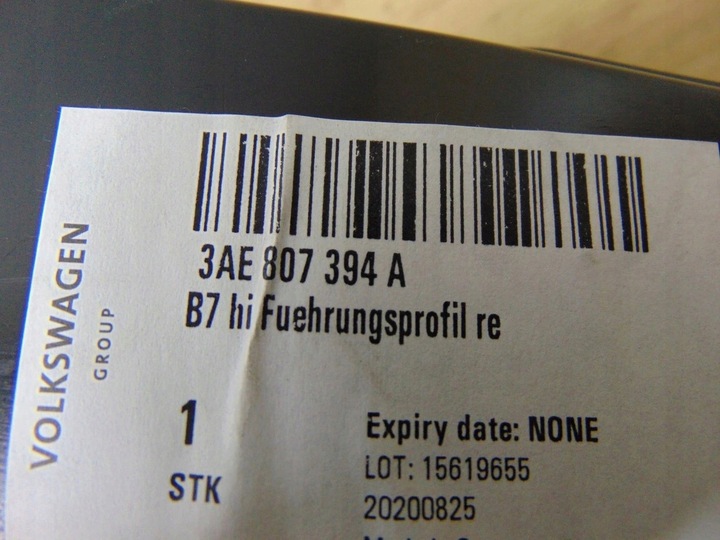 VOLKSWAGEN
GROUP
3AE 807 394 A
B7 hi Fuehrungsprofil re
1
STK
Expiry date: NONE
LOT: 15619655
20200825